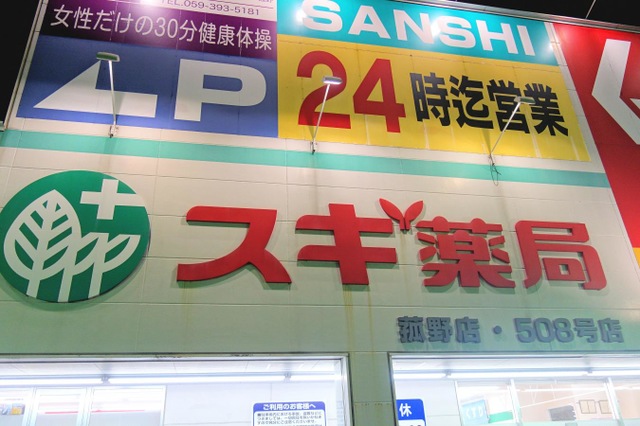 TEL.059-393-5181
女性だけの30分健康体操
P
SANSHI
24時迄営業
スギ薬局
菰野店・508号店
ご利用のお客様へ
休